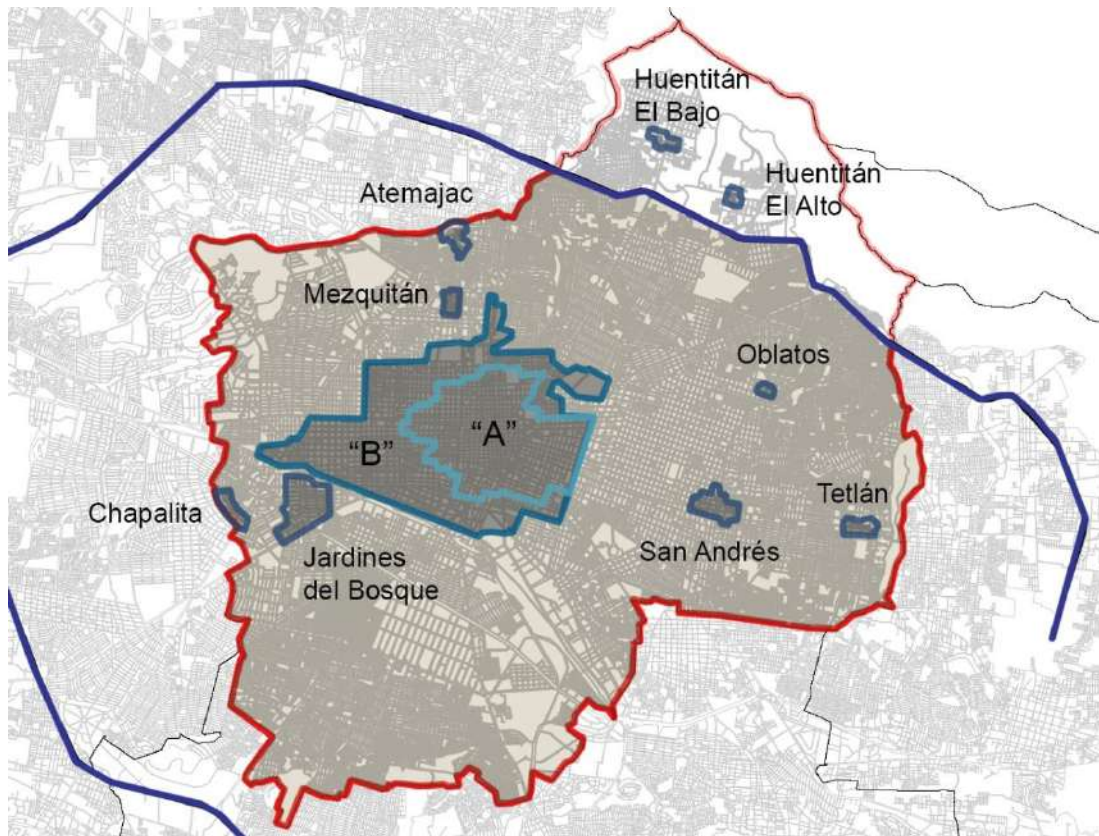 Huentitán
El Bajo
Huentitán
El Alto
Atemajac
Mezquitán
Oblatos
"A"
"B"
Tetlán
Chapalita
San Andrés
Jardines
del Bosque